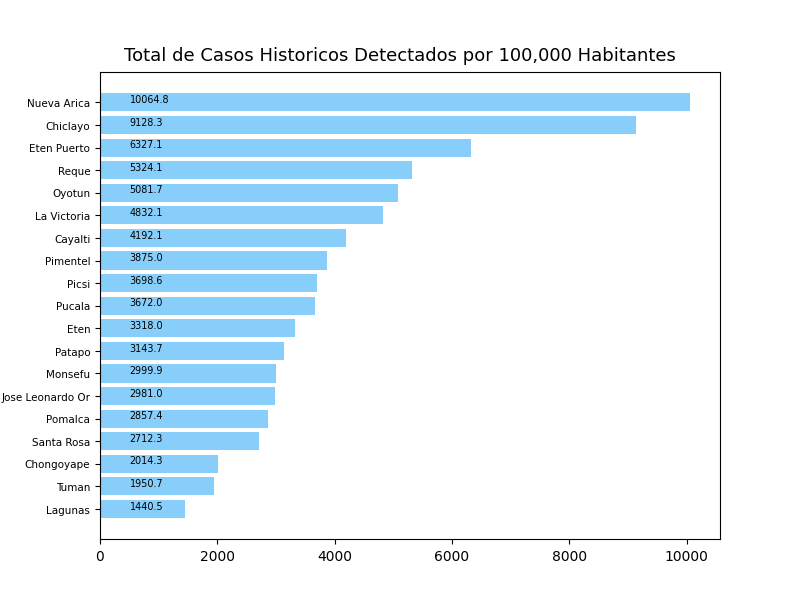 Total de Casos Historicos Detectados por 100,000 Habitantes
Nueva Arica 10064.8
Chiclayo 9128.3
Eten Puerto 6327.1
Reque 5324.1
Oyotun 5081.7
La Victoria 4832.1
Cayalti 4192.1
Pimentel 3875.0
Picsi 3698.6
Pucala 3672.0
Eten 3318.0
Patapo 3143.7
Monsefu 2999.9
Jose Leonardo Or 2981.0
Pomalca 2857.4
Santa Rosa 2712.3
Chongoyape 2014.3
Tuman 1950.7
Lagunas 1440.5
0 2000 4000 6000 8000 10000